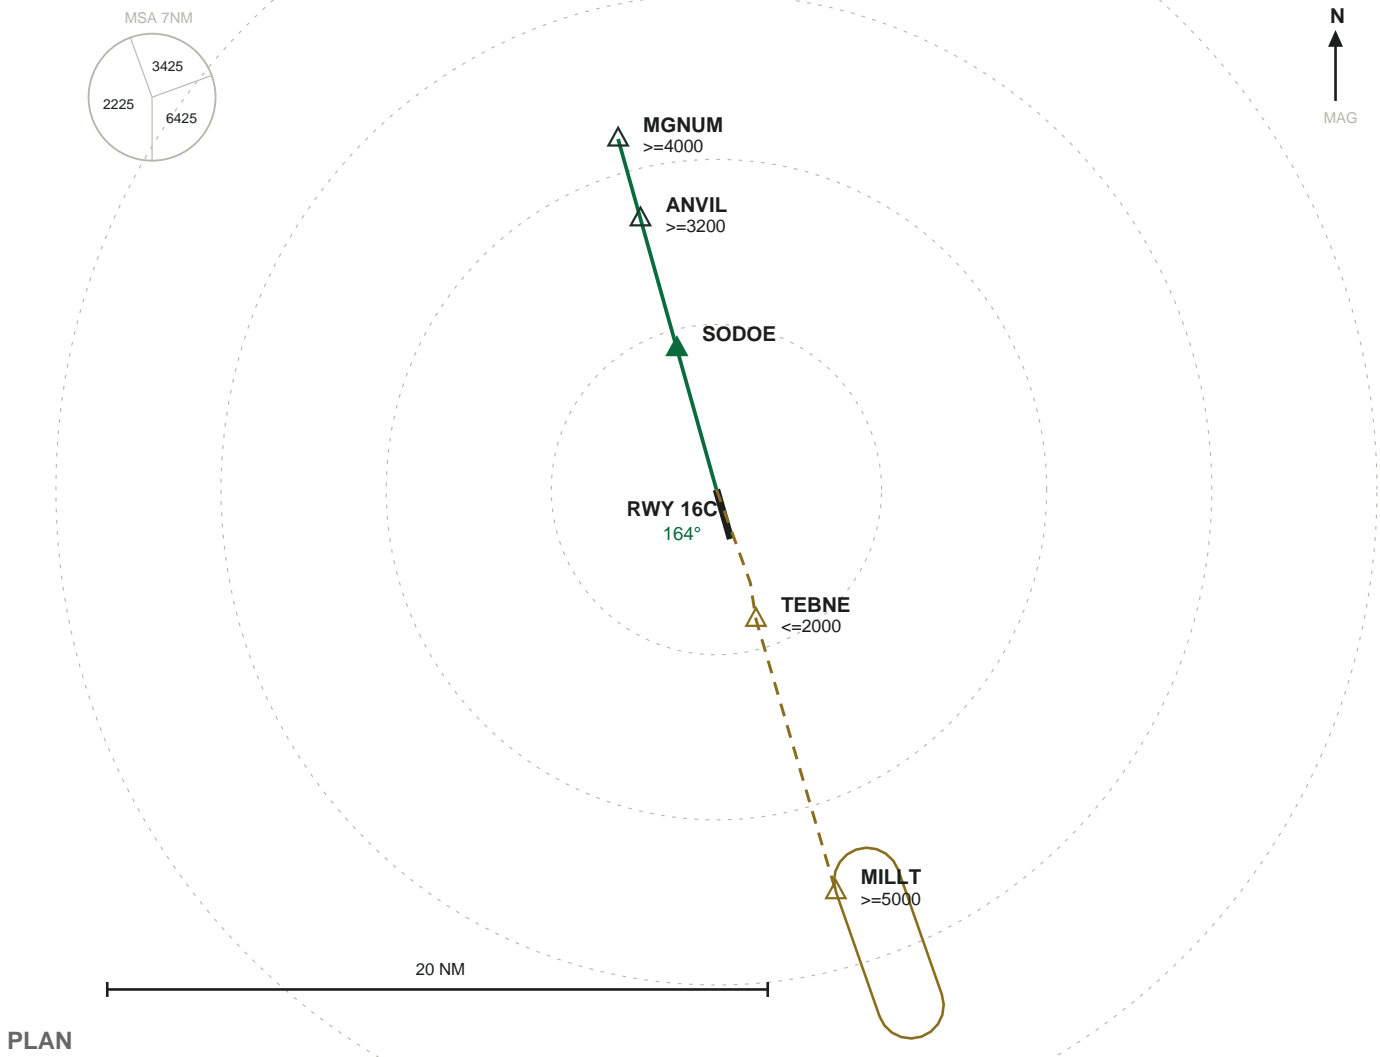 MSA 7NM
3425
2225
6425
N
MAG
MGNUM
>=4000
ANVIL
>=3200
SODOE
RWY 16C
164°
TEBNE
<=2000
MILLT
>=5000
20 NM
PLAN